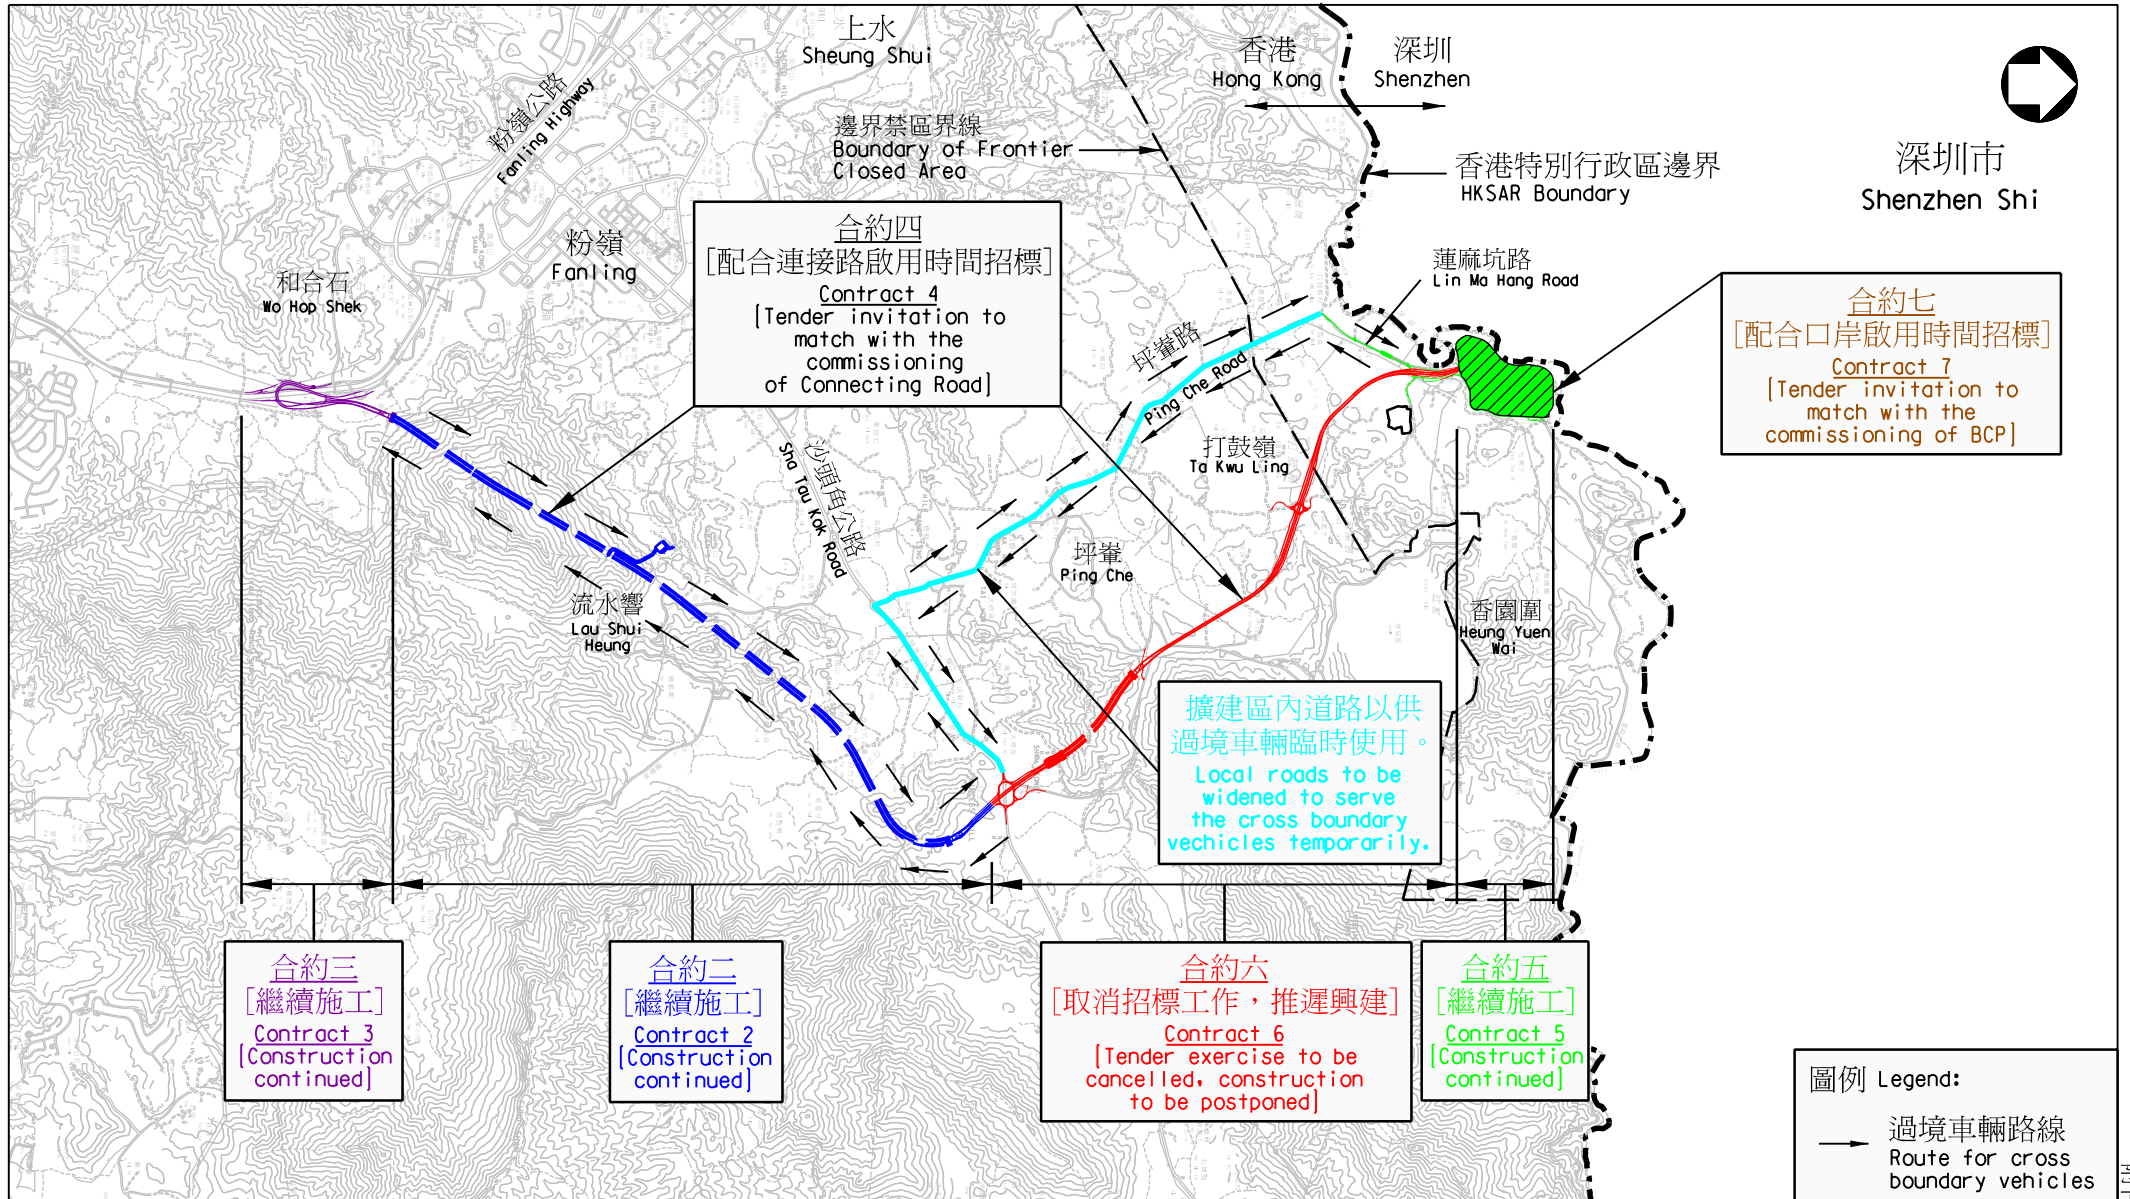 上水
Sheung Shui
香港
Hong Kong
深圳
Shenzhen
粉嶺公路
Fanling Highway
邊界禁區界線
Boundary of Frontier
Closed Area
香港特別行政區邊界
HKSAR Boundary
深圳市
Shenzhen Shi
粉嶺
Fanling
和合石
Wo Hop Shek
合約四
[配合連接路啟用時間招標]
Contract 4
[Tender invitation to
match with the
commissioning
of Connecting Road]
蓮麻坑路
Lin Ma Hang Road
合約七
[配合口岸啟用時間招標]
Contract 7
[Tender invitation to
match with the
commissioning of BCP]
坪輋路
Ping Che Road
打鼓嶺
Ta Kwu Ling
沙頭角公路
Sha Tau Kok Road
坪輋
Ping Che
流水響
Lau Shui
Heung
香園圍
Heung Yuen
Wai
擴建區內道路以供
過境車輛臨時使用。
Local roads to be
widened to serve
the cross boundary
vechicles temporarily.
合約三
[繼續施工]
Contract 3
[Construction
continued]
合約二
[繼續施工]
Contract 2
[Construction
continued]
合約六
[取消招標工作，推遲興建]
Contract 6
[Tender exercise to be
cancelled, construction
to be postponed]
合約五
[繼續施工]
Contract 5
[Construction
continued]
圖例 Legend:
過境車輛路線
Route for cross
boundary vehicles